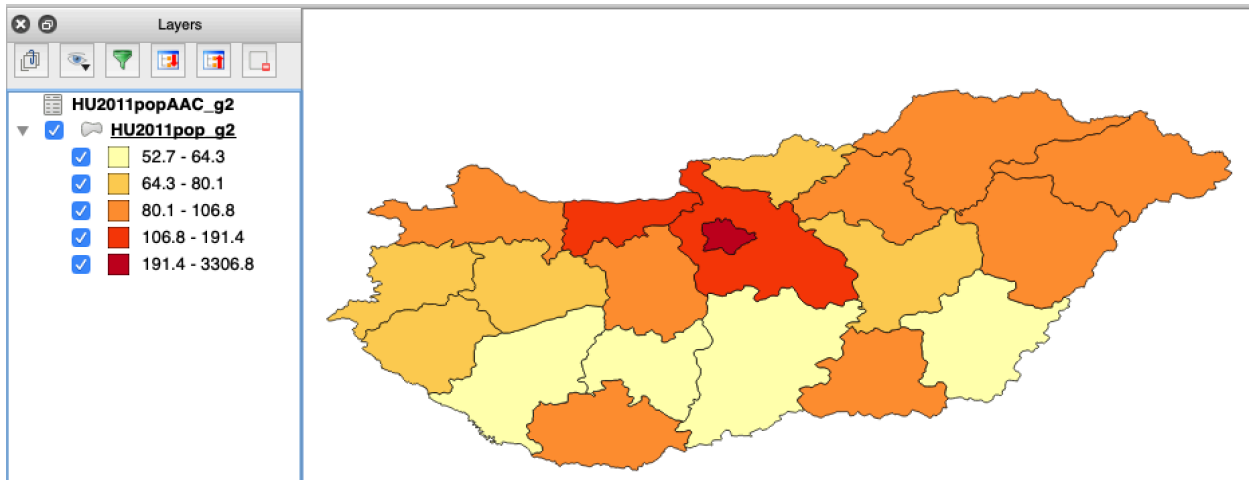 Layers
HU2011popAAC_g2
HU2011pop_g2
52.7 - 64.3
64.3 - 80.1
80.1 - 106.8
106.8 - 191.4
191.4 - 3306.8